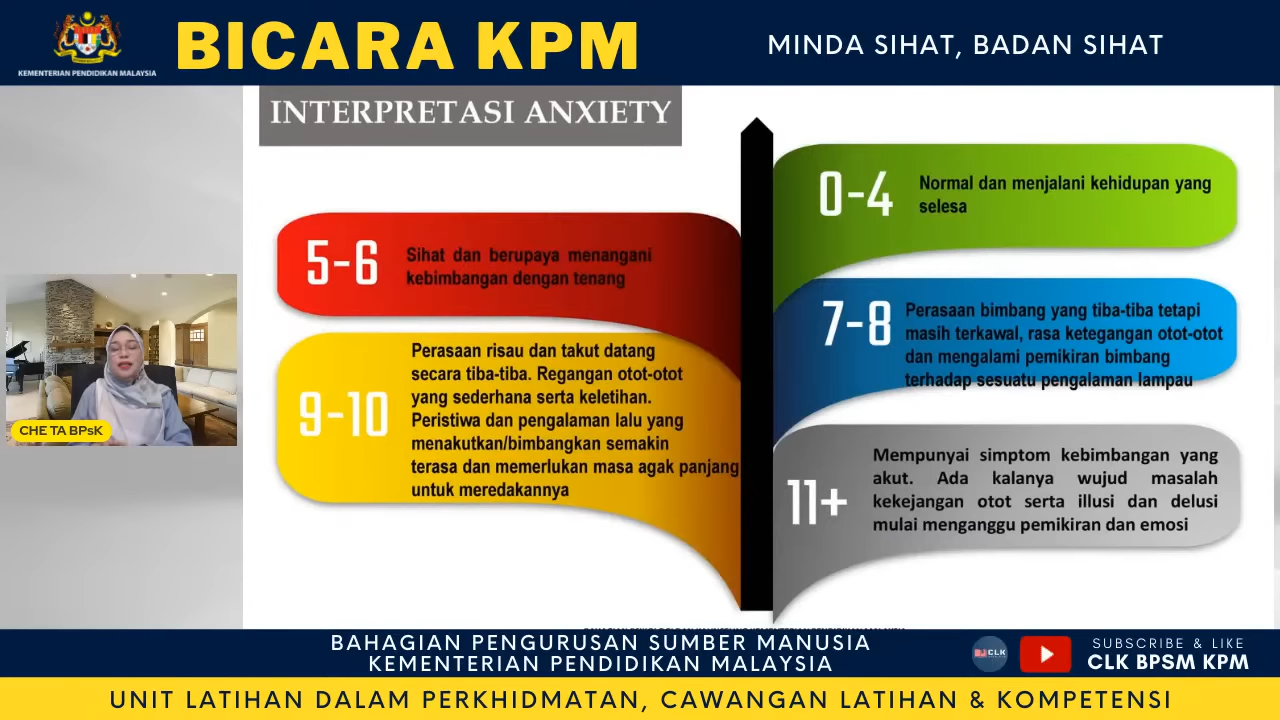 KEMENTERIAN PENDIDIKAN MALAYSIA
BICARA KPM
MINDA SIHAT, BADAN SIHAT
INTERPRETASI ANXIETY
0-4
Normal dan menjalani kehidupan yang
selesa
5-6
Sihat dan berupaya menangani
kebimbangan dengan tenang
7-8
Perasaan bimbang yang tiba-tiba tetapi
masih terkawal, rasa ketegangan otot-otot
dan mengalami pemikiran bimbang
terhadap sesuatu pengalaman lampau
9-10
Perasaan risau dan takut datang
secara tiba-tiba. Regangan otot-otot
yang sederhana serta keletihan.
Peristiwa dan pengalaman lalu yang
menakutkan/bimbangkan semakin
terasa dan memerlukan masa agak panjang
untuk meredakannya
11+
Mempunyai simptom kebimbangan yang
akut. Ada kalanya wujud masalah
kekejangan otot serta illusi dan delusi
mulai menganggu pemikiran dan emosi
CHE TA BPsK
BAHAGIAN PENGURUSAN SUMBER MANUSIA
KEMENTERIAN PENDIDIKAN MALAYSIA
CLK
SUBSCRIBE & LIKE
CLK BPSM KPM
UNIT LATIHAN DALAM PERKHIDMATAN, CAWANGAN LATIHAN & KOMPETENSI